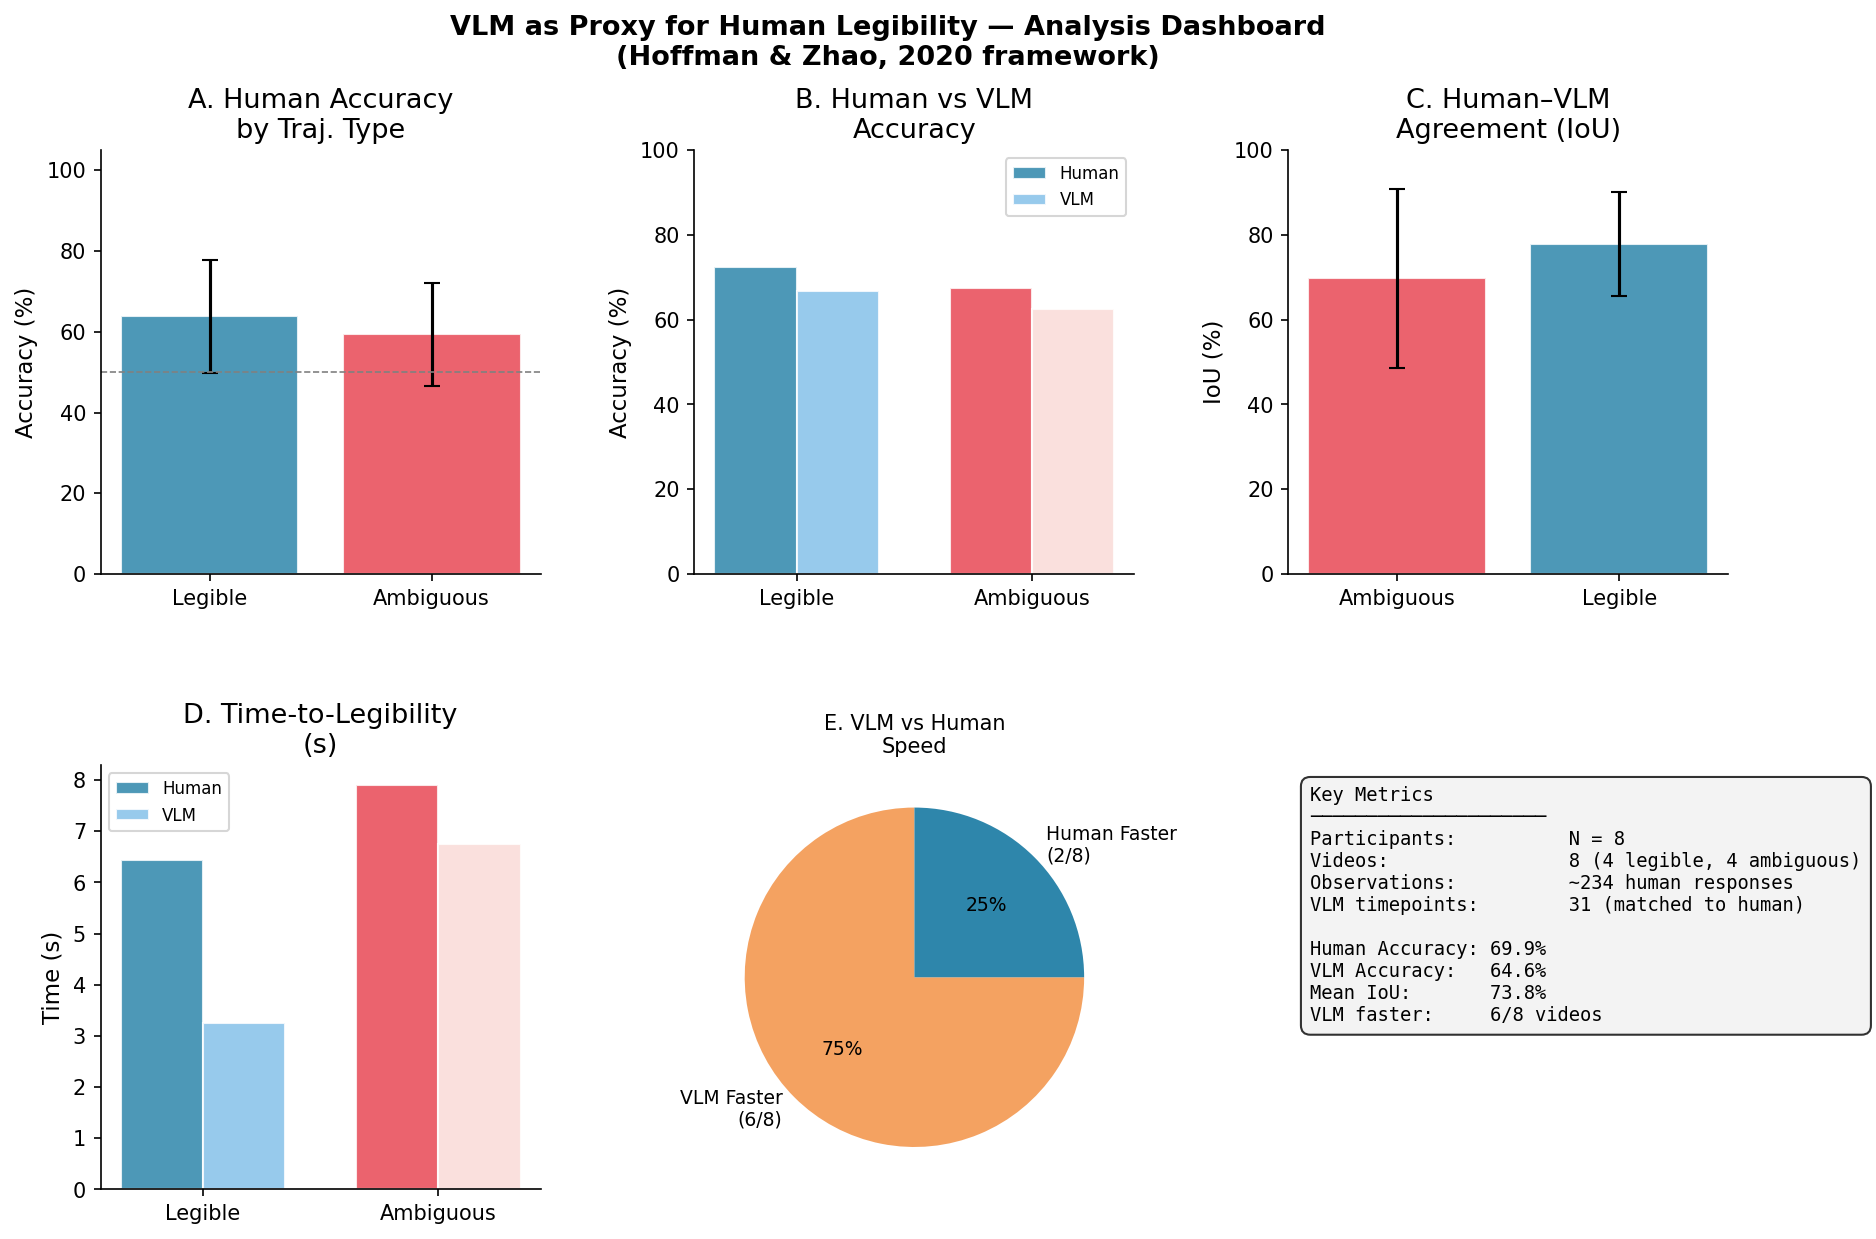 VLM as Proxy for Human Legibility — Analysis Dashboard
(Hoffman & Zhao, 2020 framework)
A. Human Accuracy
by Traj. Type
Accuracy (%)
100
80
60
40
20
0
Legible
Ambiguous
B. Human vs VLM
Accuracy
Accuracy (%)
100
80
60
40
20
0
Human
VLM
Legible
Ambiguous
C. Human–VLM
Agreement (IoU)
IoU (%)
100
80
60
40
20
0
Ambiguous
Legible
D. Time-to-Legibility
(s)
Time (s)
8
7
6
5
4
3
2
1
0
Human
VLM
Legible
Ambiguous
E. VLM vs Human
Speed
Human Faster
(2/8)
25%
75%
VLM Faster
(6/8)
Key Metrics
Participants: N = 8
Videos: 8 (4 legible, 4 ambiguous)
Observations: ~234 human responses
VLM timepoints: 31 (matched to human)
Human Accuracy: 69.9%
VLM Accuracy: 64.6%
Mean IoU: 73.8%
VLM faster: 6/8 videos